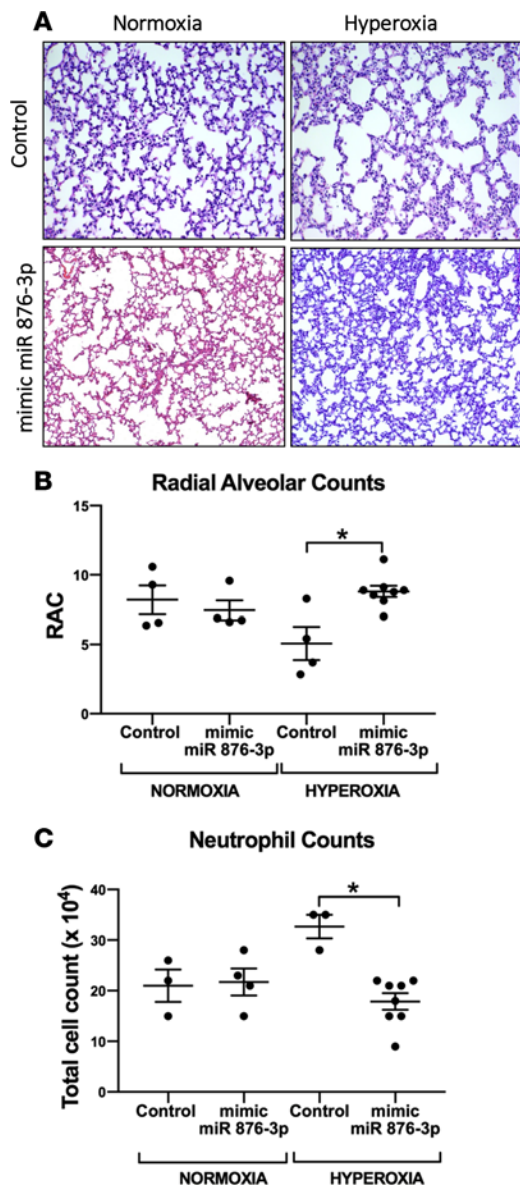 A
Normoxia
Hyperoxia
Control
mimic miR 876-3p
B
Radial Alveolar Counts
RAC
15
10
5
0
*
Control
mimic
miR 876-3p
Control
mimic
miR 876-3p
NORMOXIA
HYPEROXIA
C
Neutrophil Counts
Total cell count (x 10⁴)
40
30
20
10
0
*
Control
mimic
miR 876-3p
Control
mimic
miR 876-3p
NORMOXIA
HYPEROXIA